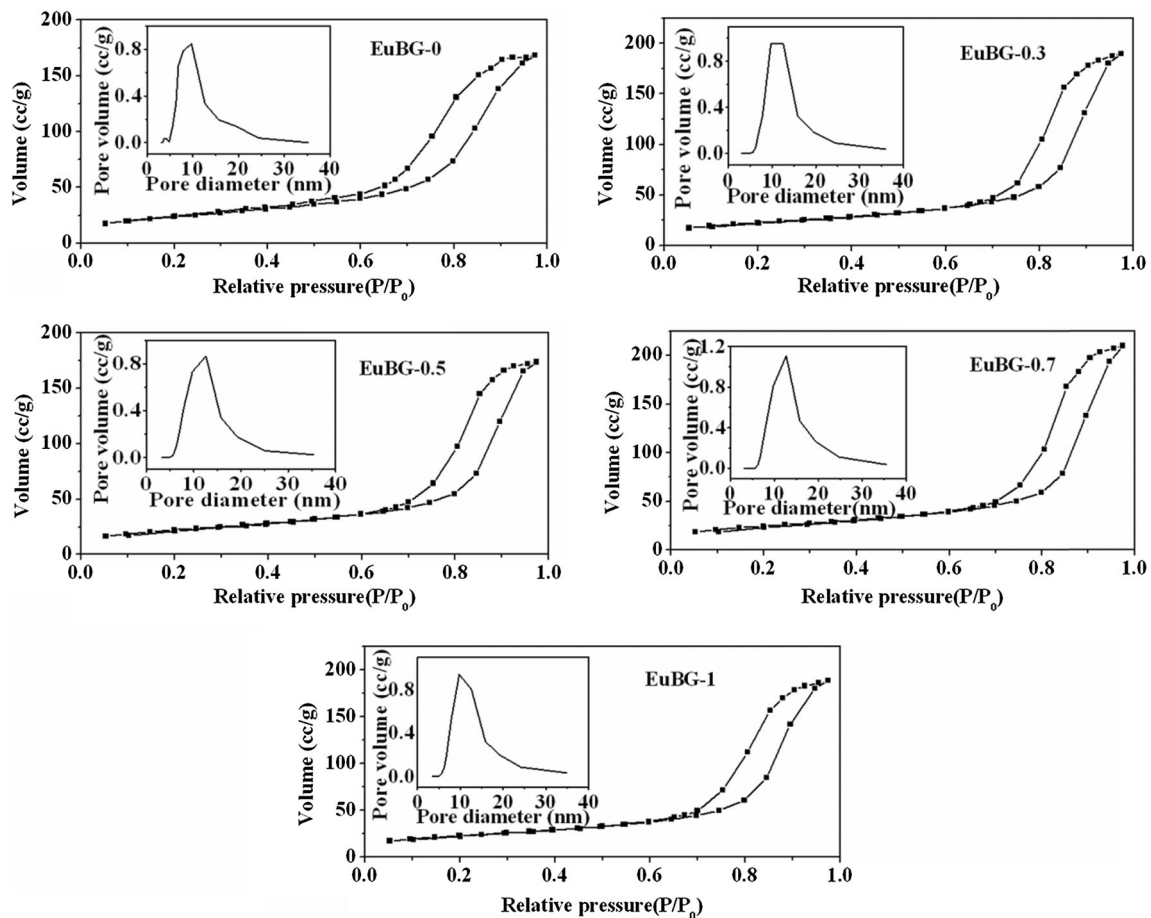 200
150
100
50
0
Volume (cc/g)
0.0 0.2 0.4 0.6 0.8 1.0
Relative pressure(P/P0)
EuBG-0
0.8
0.4
0.0
Pore volume (cc/g)
0 10 20 30 40
Pore diameter (nm)
200
150
100
50
0
Volume (cc/g)
0.0 0.2 0.4 0.6 0.8 1.0
Relative pressure(P/P0)
EuBG-0.3
0.8
0.4
0.0
Pore volume (cc/g)
0 10 20 30 40
Pore diameter (nm)
200
150
100
50
0
Volume (cc/g)
0.0 0.2 0.4 0.6 0.8 1.0
Relative pressure(P/P0)
EuBG-0.5
0.8
0.4
0.0
Pore volume (cc/g)
0 10 20 30 40
Pore diameter (nm)
200
150
100
50
0
Volume (cc/g)
0.0 0.2 0.4 0.6 0.8 1.0
Relative pressure(P/P0)
EuBG-0.7
1.2
0.8
0.4
0.0
Pore volume (cc/g)
0 10 20 30 40
Pore diameter(nm)
200
150
100
50
0
Volume (cc/g)
0.0 0.2 0.4 0.6 0.8 1.0
Relative pressure(P/P0)
EuBG-1
0.8
0.4
0.0
Pore volume (cc/g)
0 10 20 30 40
Pore diameter (nm)